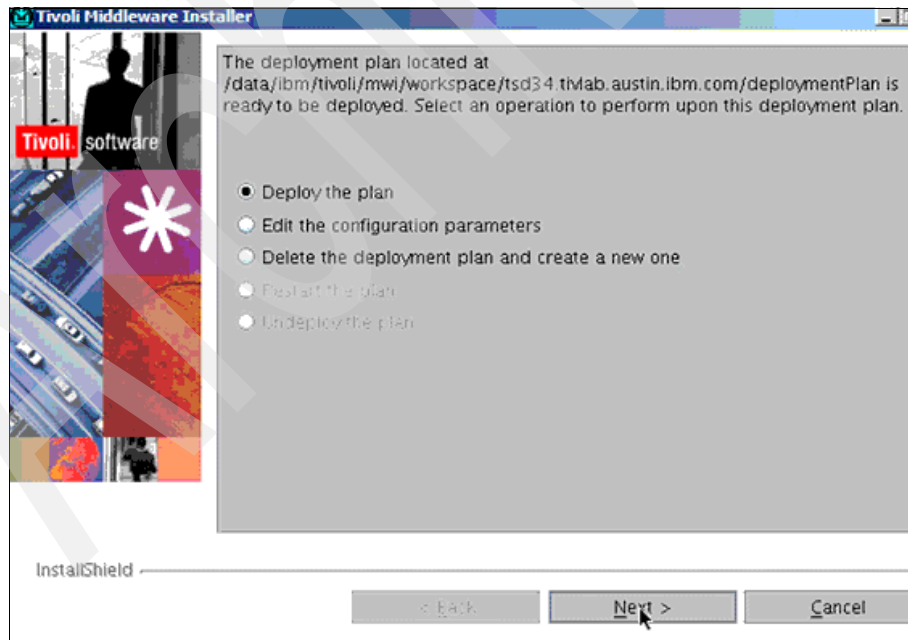 Tivoli Middleware Installer
The deployment plan located at
/data/ibm/tivoli/mwi/workspace/tsd34.tivlab.austin.ibm.com/deploymentPlan is
ready to be deployed. Select an operation to perform upon this deployment plan.
Tivoli. software
Deploy the plan
Edit the configuration parameters
Delete the deployment plan and create a new one
Restart the plan
Undeploy the plan
InstallShield
< Back
Next >
Cancel